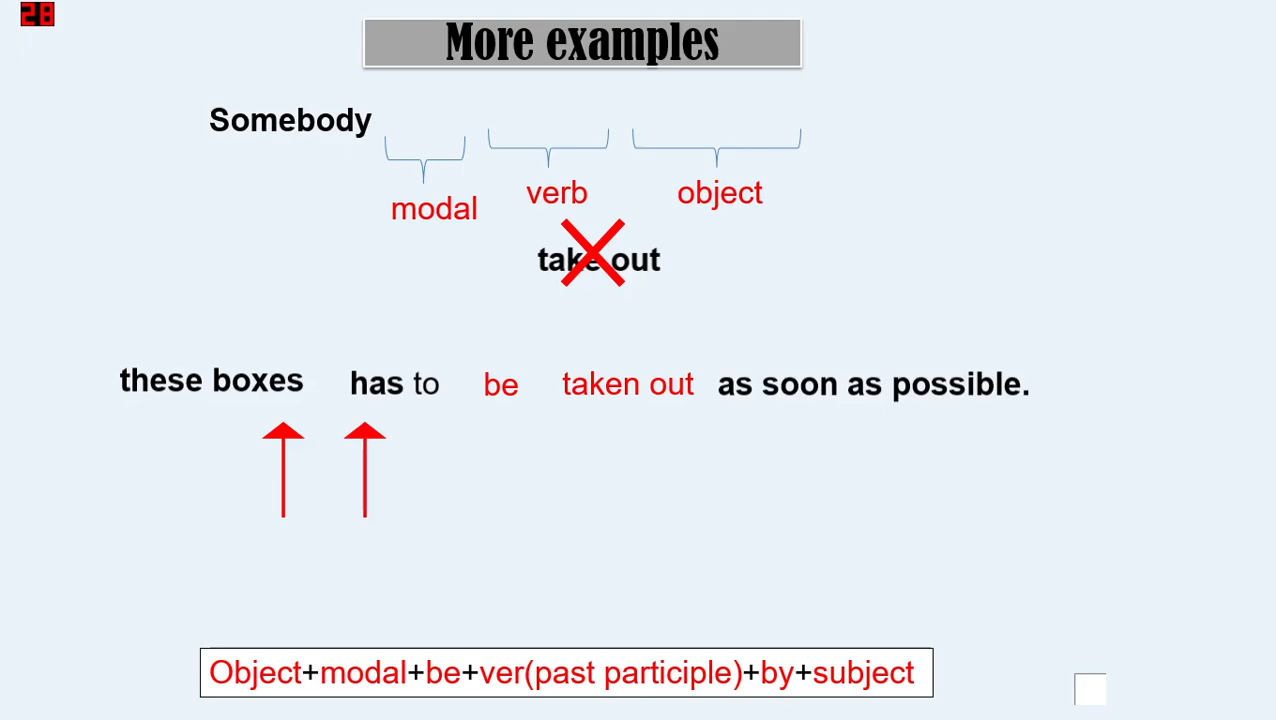 28
More examples
Somebody
modal verb object
take out
these boxes has to be taken out as soon as possible.
Object+modal+be+ver(past participle)+by+subject